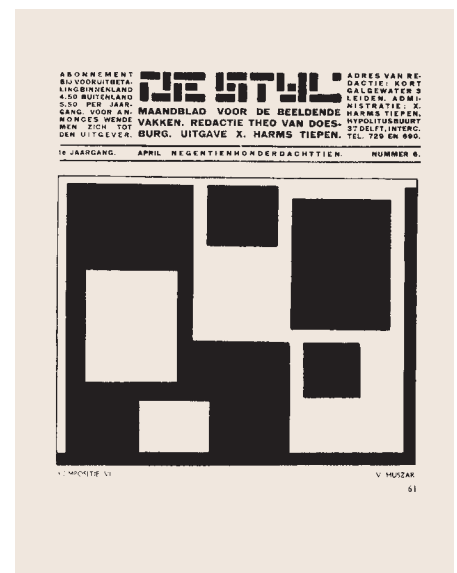 ABONNEMENT
BIJ VOORUITBETA-
LING BINNENLAND
4.50 BUITENLAND
5.50 PER JAAR-
GANG. VOOR AN-
NONCES WENDE
MEN ZICH TOT
DEN UITGEVER.
DE STIJL
MAANDBLAD VOOR DE BEELDENDE
VAKKEN. REDACTIE THEO VAN DOES-
BURG. UITGAVE X. HARMS TIEPEN.
ADRES VAN RE-
DACTIE: KORT
GALGEWATER 3
LEIDEN. ADMI-
NISTRATIE: X.
HARMS TIEPEN,
HYPOLITUSBUURT
37 DELFT, INTERC.
TEL. 729 EN 690.
1e JAARGANG. APRIL NEGENTIENHONDERDACHTTIEN. NUMMER 6.
V. HUSZAR
61